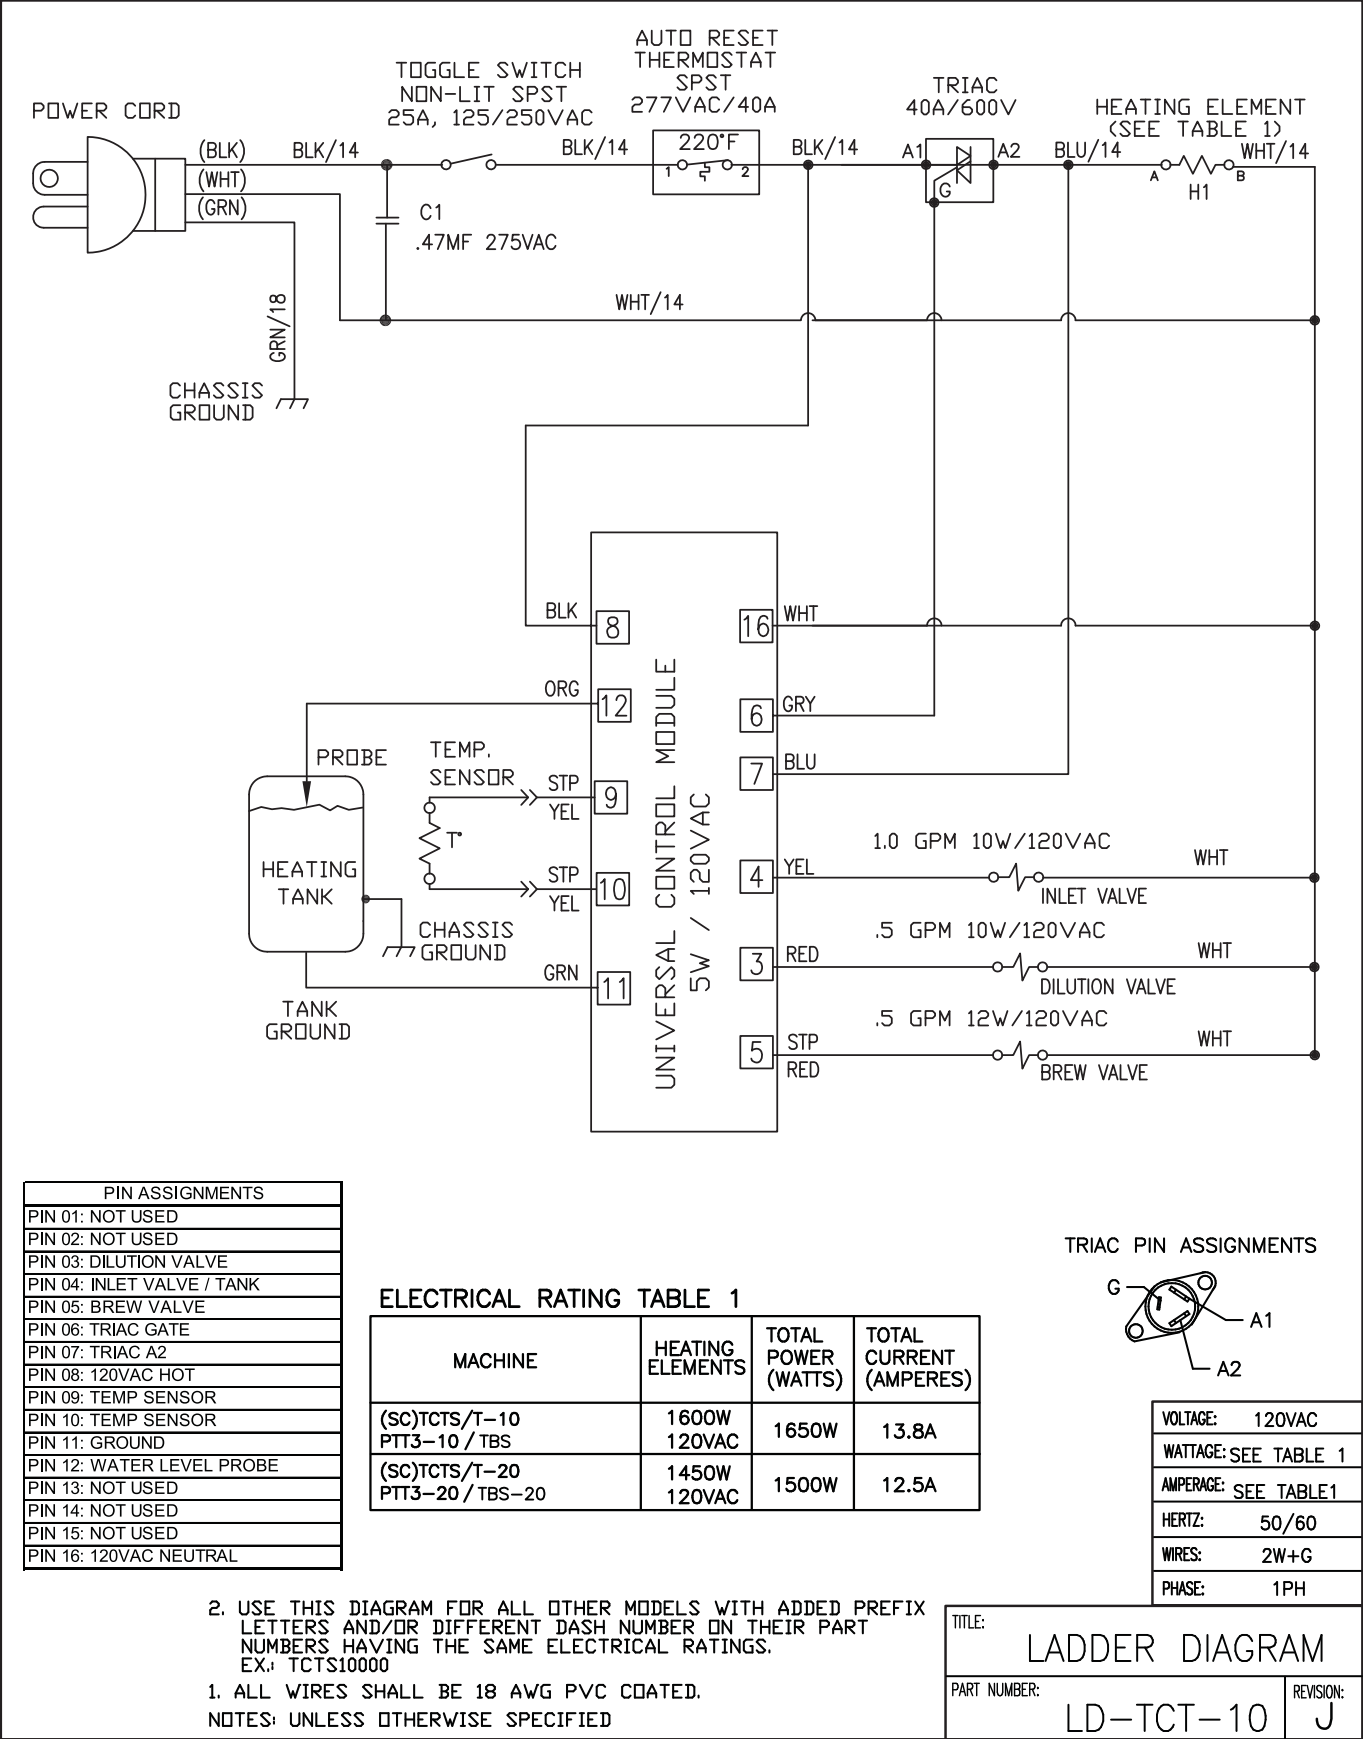 AUTO RESET
THERMOSTAT
SPST
277VAC/40A
TOGGLE SWITCH
NON-LIT SPST
25A, 125/250VAC
TRIAC
40A/600V
HEATING ELEMENT
(SEE TABLE 1)
POWER CORD
(BLK)
BLK/14
BLK/14
220°F
1
2
BLK/14
A1
A2
G
BLU/14
A
H1
B
WHT/14
(WHT)
(GRN)
C1
.47MF 275VAC
GRN/18
WHT/14
CHASSIS
GROUND
UNIVERSAL CONTROL MODULE
5W / 120VAC
BLK
8
16
WHT
ORG
12
6
GRY
PROBE
TEMP.
SENSOR
STP
YEL
9
7
BLU
T°
HEATING
TANK
STP
YEL
10
4
YEL
1.0 GPM 10W/120VAC
WHT
INLET VALVE
CHASSIS
GROUND
.5 GPM 10W/120VAC
3
RED
WHT
DILUTION VALVE
GRN
11
TANK
GROUND
.5 GPM 12W/120VAC
5
STP
RED
WHT
BREW VALVE
PIN ASSIGNMENTS
PIN 01: NOT USED
PIN 02: NOT USED
PIN 03: DILUTION VALVE
PIN 04: INLET VALVE / TANK
PIN 05: BREW VALVE
PIN 06: TRIAC GATE
PIN 07: TRIAC A2
PIN 08: 120VAC HOT
PIN 09: TEMP SENSOR
PIN 10: TEMP SENSOR
PIN 11: GROUND
PIN 12: WATER LEVEL PROBE
PIN 13: NOT USED
PIN 14: NOT USED
PIN 15: NOT USED
PIN 16: 120VAC NEUTRAL
ELECTRICAL RATING TABLE 1
MACHINE
HEATING
ELEMENTS
TOTAL
POWER
(WATTS)
TOTAL
CURRENT
(AMPERES)
(SC)TCTS/T-10
PTT3-10 / TBS
1600W
120VAC
1650W
13.8A
(SC)TCTS/T-20
PTT3-20 / TBS-20
1450W
120VAC
1500W
12.5A
TRIAC PIN ASSIGNMENTS
G
A1
A2
VOLTAGE: 120VAC
WATTAGE: SEE TABLE 1
AMPERAGE: SEE TABLE1
HERTZ: 50/60
WIRES: 2W+G
PHASE: 1PH
2. USE THIS DIAGRAM FOR ALL OTHER MODELS WITH ADDED PREFIX
LETTERS AND/OR DIFFERENT DASH NUMBER ON THEIR PART
NUMBERS HAVING THE SAME ELECTRICAL RATINGS.
EX.: TCTS10000
1. ALL WIRES SHALL BE 18 AWG PVC COATED.
NOTES: UNLESS OTHERWISE SPECIFIED
TITLE:
LADDER DIAGRAM
PART NUMBER:
LD-TCT-10
REVISION:
J